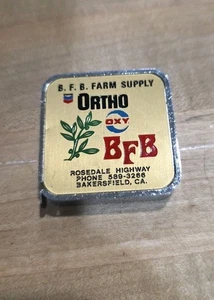 B. F. B. FARM SUPPLY
ORTHO
OXY
BFB
ROSEDALE HIGHWAY
PHONE 589-3266
BAKERSFIELD, CA.